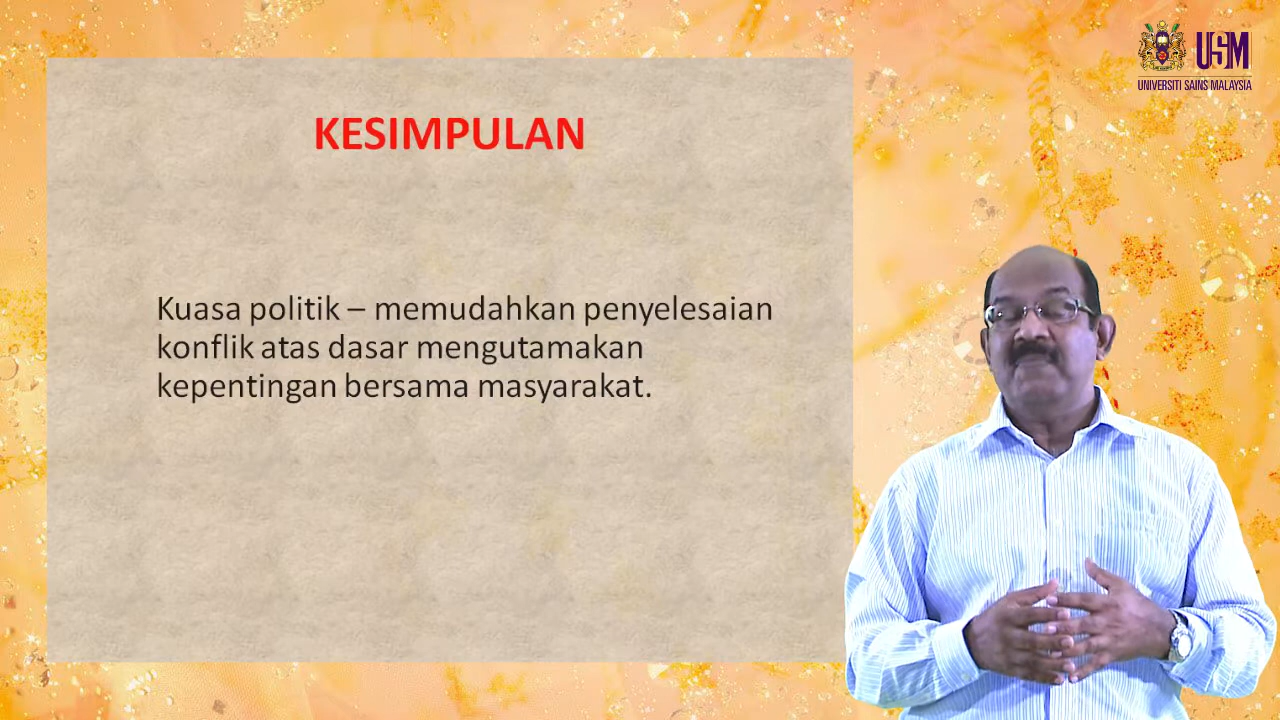 USM
UNIVERSITI SAINS MALAYSIA
KESIMPULAN
Kuasa politik – memudahkan penyelesaian
konflik atas dasar mengutamakan
kepentingan bersama masyarakat.